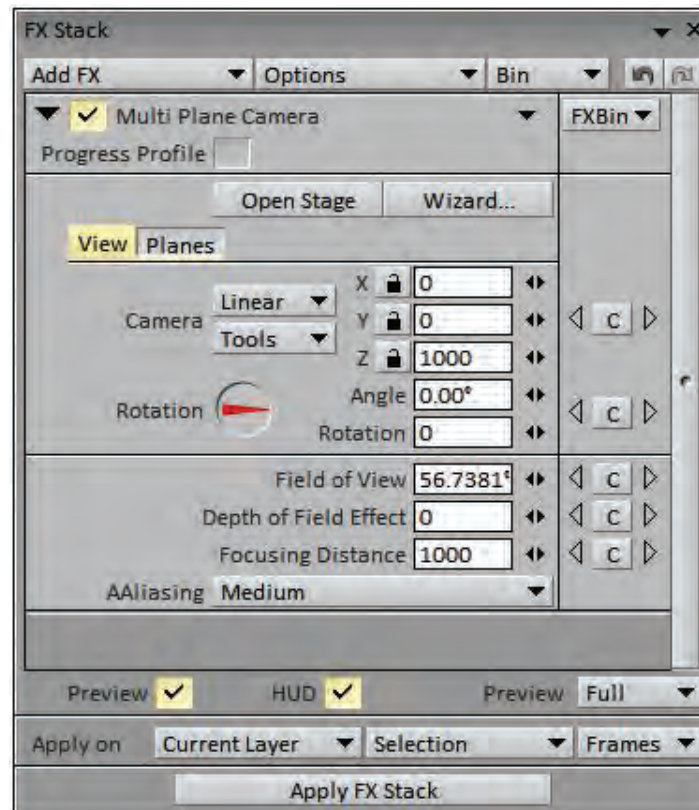 FX Stack
Add FX Options Bin
Multi Plane Camera FXBin
Progress Profile
Open Stage Wizard...
View Planes
X 0
Camera Linear Y 0 C
Tools Z 1000
Angle 0.00°
Rotation C
Rotation 0
Field of View 56.7381° C
Depth of Field Effect 0 C
Focusing Distance 1000 C
AAliasing Medium
Preview HUD Preview Full
Apply on Current Layer Selection Frames
Apply FX Stack